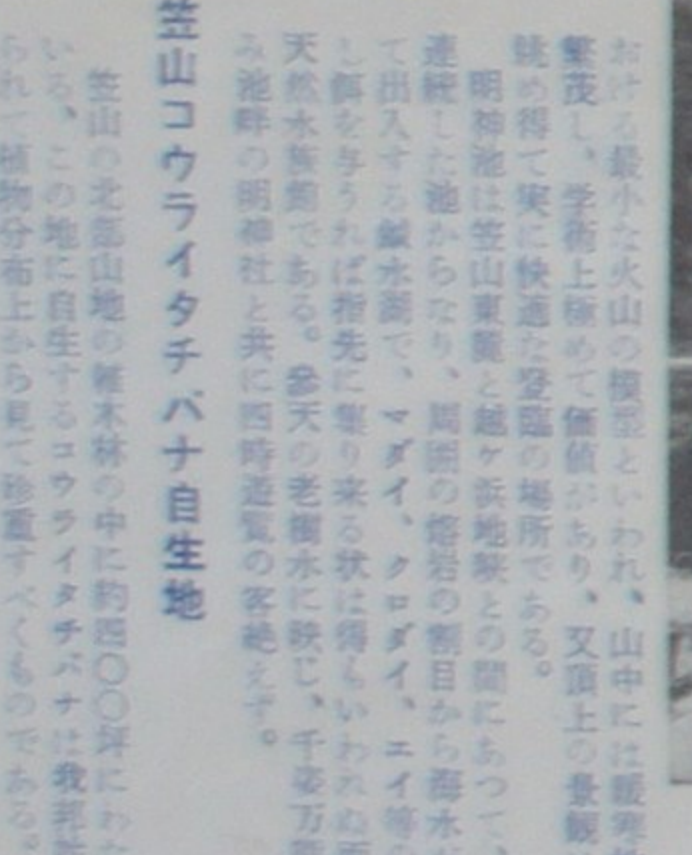 おける最小な火山の模型といわれ、山中には暖寒
繁茂し、学術上極めて価値があり、又頂上の景観
眺め得て実に快適な登臨の場所である。
明神池は笠山東麓と越ヶ浜地峡との間にあつて、
連続した池からなり、周囲の熔岩の割目から海水が
て出入する鹹水湖で、マダイ、クロダイ、エイ等の
し餌を与うれば指先に集り来る状は得もいわれぬ
天然水族館である。参天の老樹水に映じ、千姿万
み池畔の明神社と共に四時遊覧の客絶えず。
笠山コウライタチバナ自生地
笠山の北麓山地の雑木林の中に約四〇〇坪にわた
いる、この地に自生するコウライタチバナは我
られて植物分布上から見て珍重すべくものである。